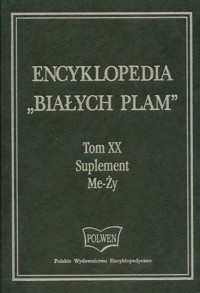 ENCYKLOPEDIA
„BIAŁYCH PLAM”
Tom XX
Suplement
Me-Ży
POLWEN
Polskie Wydawnictwo Encyklopedyczne